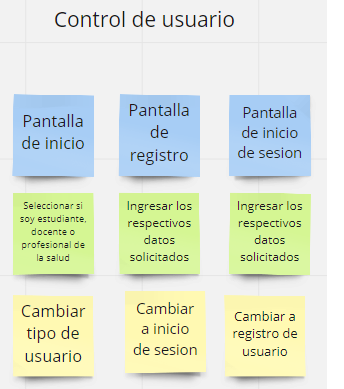 Control de usuario
Pantalla
de inicio
Pantalla
de
registro
Pantalla
de inicio
de sesion
Seleccionar si
soy estudiante,
docente o
profesional de
la salud
Ingresar los
respectivos
datos
solicitados
Ingresar los
respectivos
datos
solicitados
Cambiar
tipo de
usuario
Cambiar
a inicio
de sesion
Cambiar a
registro de
usuario